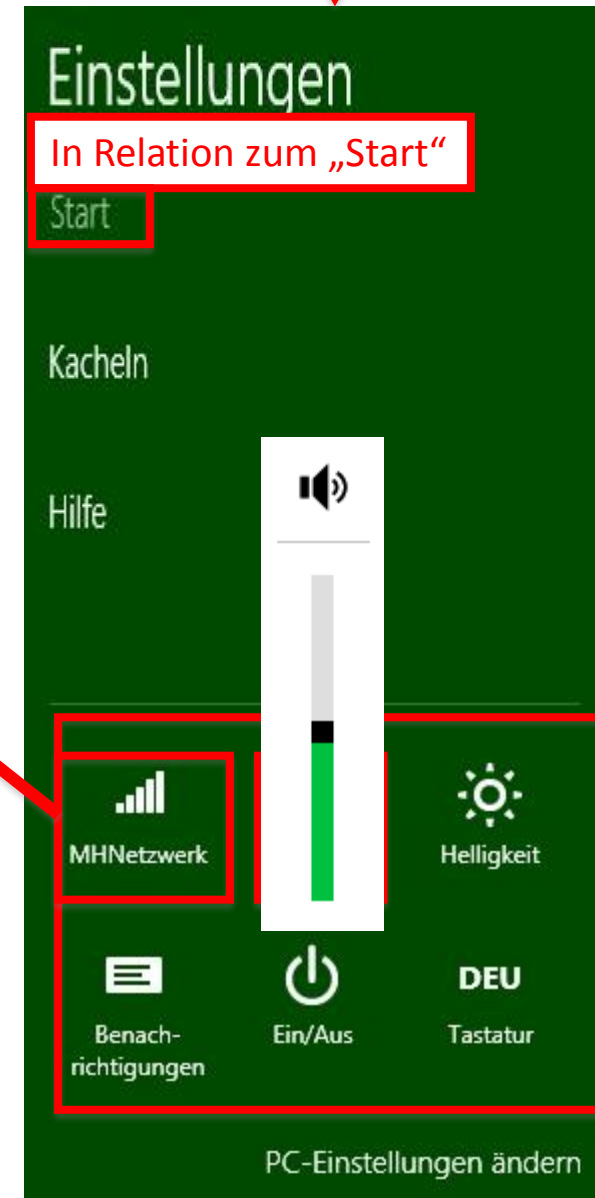 Einstellungen
In Relation zum „Start“
Start
Kacheln
Hilfe
MHNetzwerk
Helligkeit
Benach-
richtigungen
Ein/Aus
DEU
Tastatur
PC-Einstellungen ändern